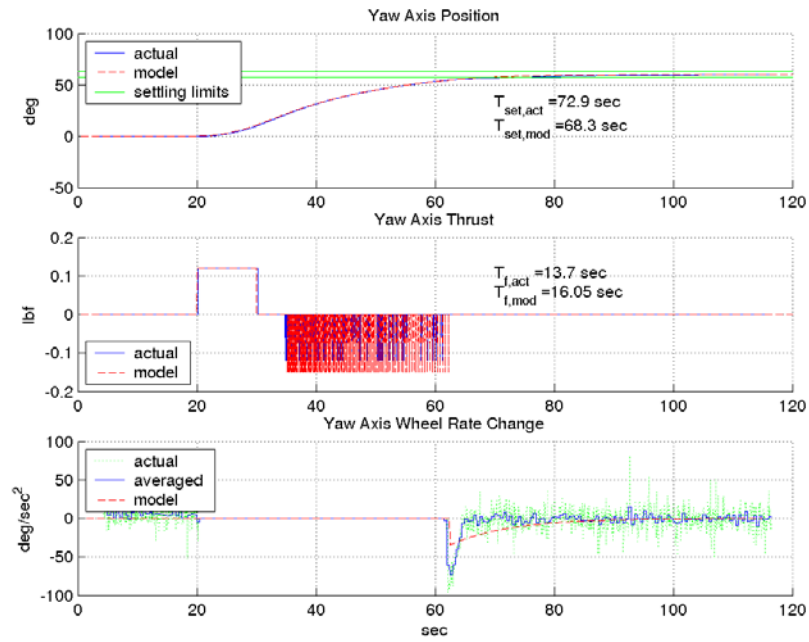 Yaw Axis Position
100
50
0
-50
deg
actual
model
settling limits
T_set,act =72.9 sec
T_set,mod =68.3 sec
0 20 40 60 80 100 120
Yaw Axis Thrust
0.2
0.1
0
-0.1
-0.2
lbf
T_f,act =13.7 sec
T_f,mod =16.05 sec
actual
model
0 20 40 60 80 100 120
Yaw Axis Wheel Rate Change
100
50
0
-50
-100
deg/sec²
actual
averaged
model
0 20 40 60 80 100 120
sec